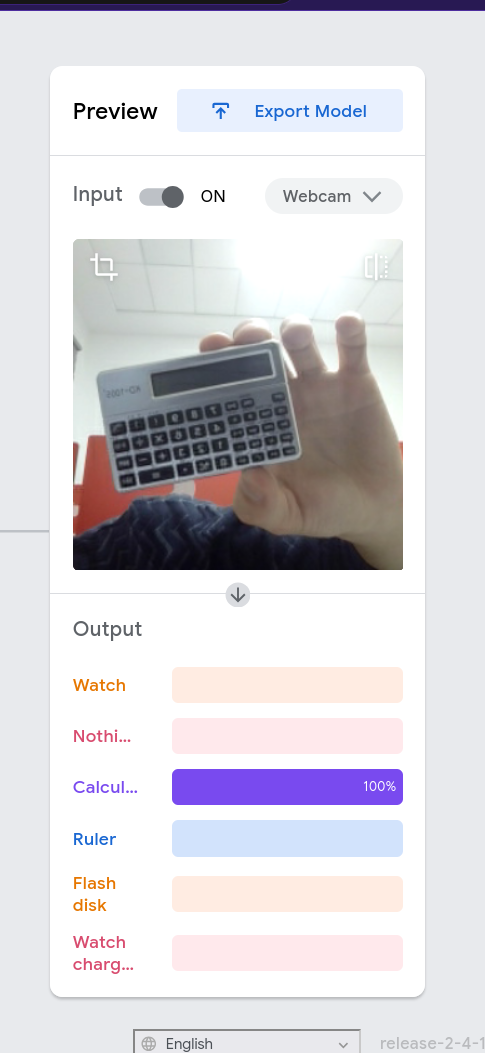 Preview
Export Model
Input
ON
Webcam
Output
Watch
Nothi...
Calcul...
100%
Ruler
Flash
disk
Watch
charg...
English
release-2-4-1